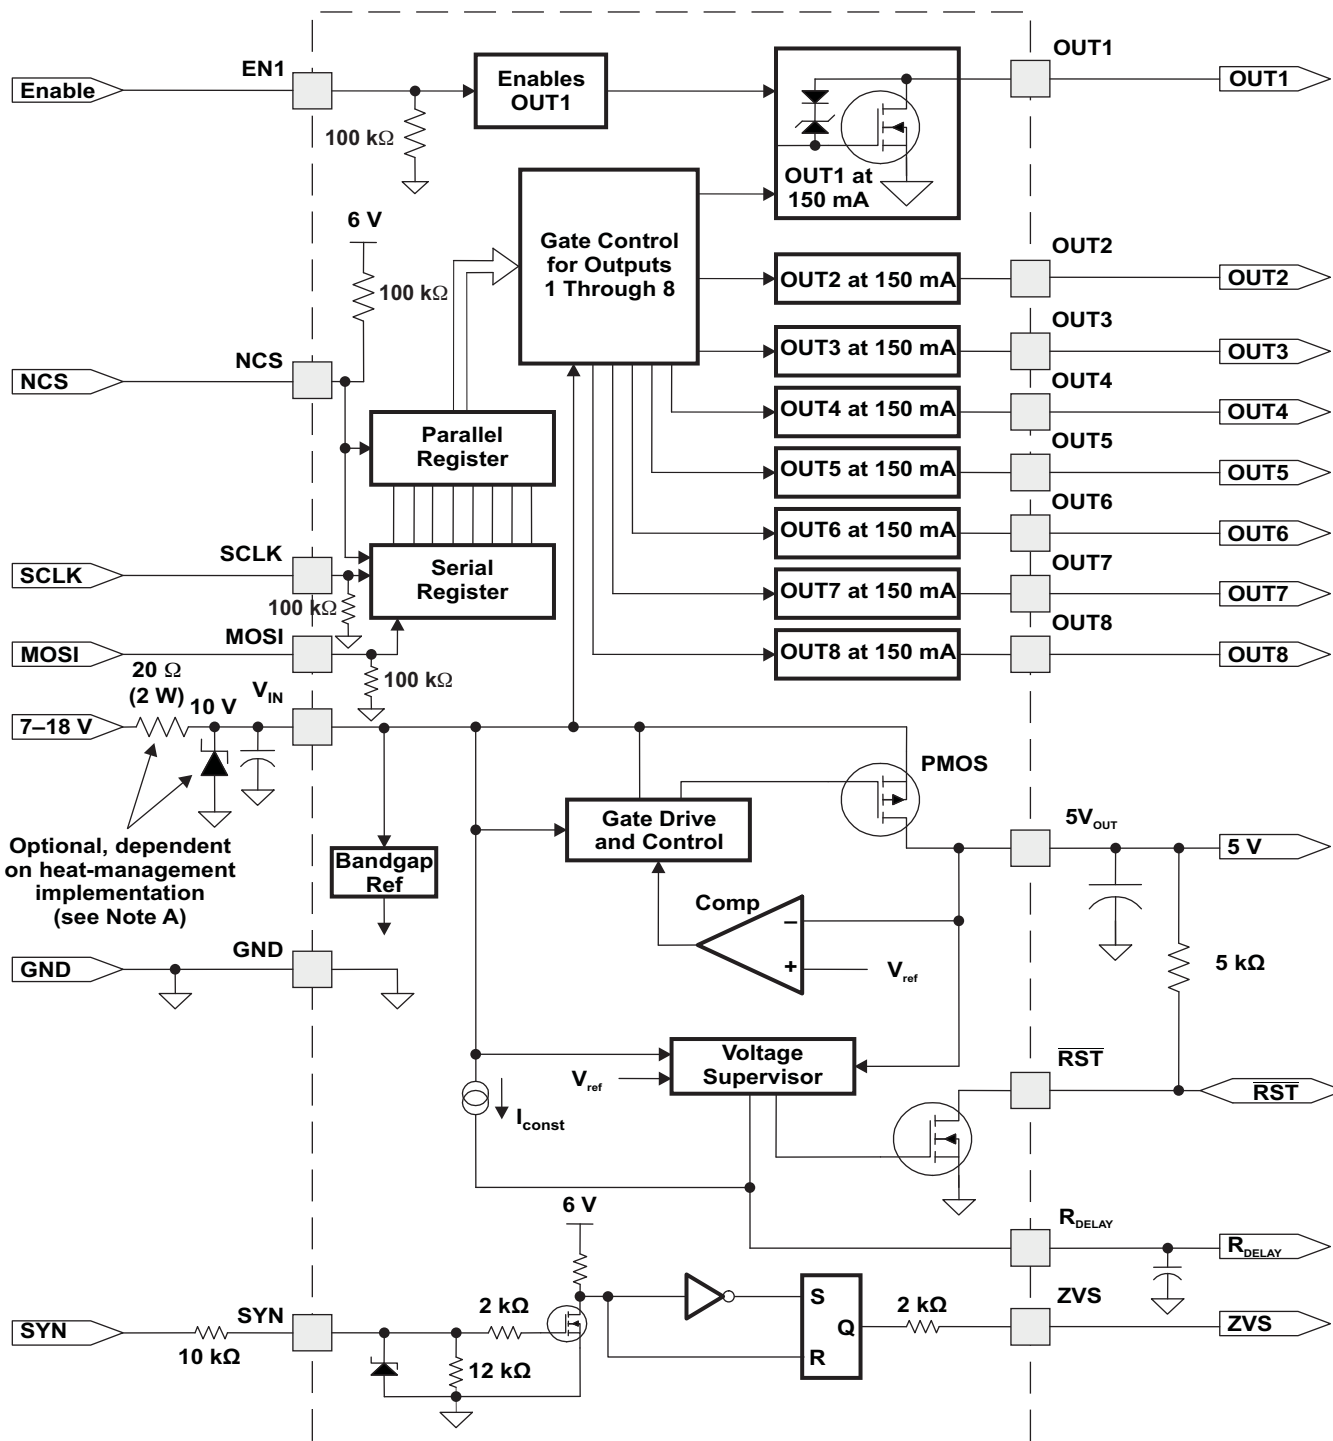 EN1
OUT1
Enable
Enables
OUT1
OUT1
100 kΩ
OUT1 at
150 mA
6 V
Gate Control
for Outputs
1 Through 8
OUT2
OUT2 at 150 mA
OUT2
100 kΩ
OUT3
NCS
OUT3 at 150 mA
OUT3
NCS
OUT4
OUT4 at 150 mA
OUT4
Parallel
Register
OUT5
OUT5 at 150 mA
OUT5
OUT6
SCLK
OUT6 at 150 mA
OUT6
SCLK
Serial
Register
OUT7
OUT7 at 150 mA
OUT7
100 kΩ
MOSI
OUT8
MOSI
OUT8 at 150 mA
OUT8
20 Ω
(2 W)
100 kΩ
10 V
VIN
7–18 V
PMOS
Gate Drive
and Control
5VOUT
5 V
Optional, dependent
on heat-management
implementation
(see Note A)
Bandgap
Ref
Comp
–
+
Vref
GND
GND
5 kΩ
Voltage
Supervisor
RST
RST
Vref
Iconst
6 V
RDELAY
RDELAY
SYN
SYN
10 kΩ
2 kΩ
12 kΩ
S
Q
R
2 kΩ
ZVS
ZVS